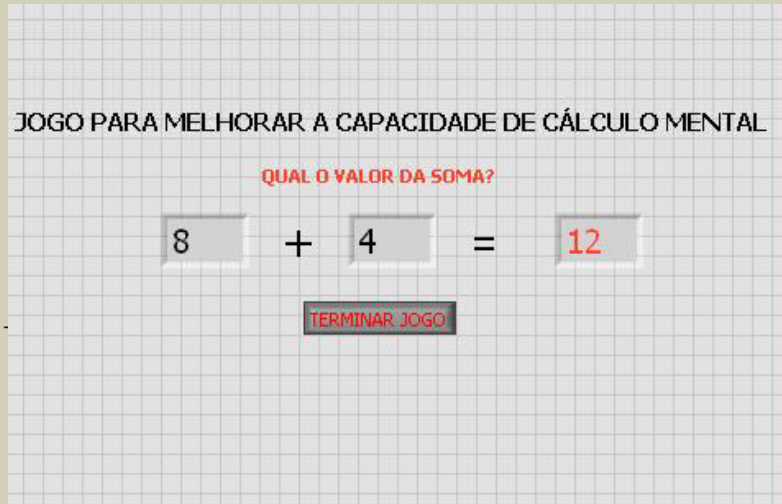 JOGO PARA MELHORAR A CAPACIDADE DE CÁLCULO MENTAL
QUAL O VALOR DA SOMA?
8 + 4 = 12
TERMINAR JOGO